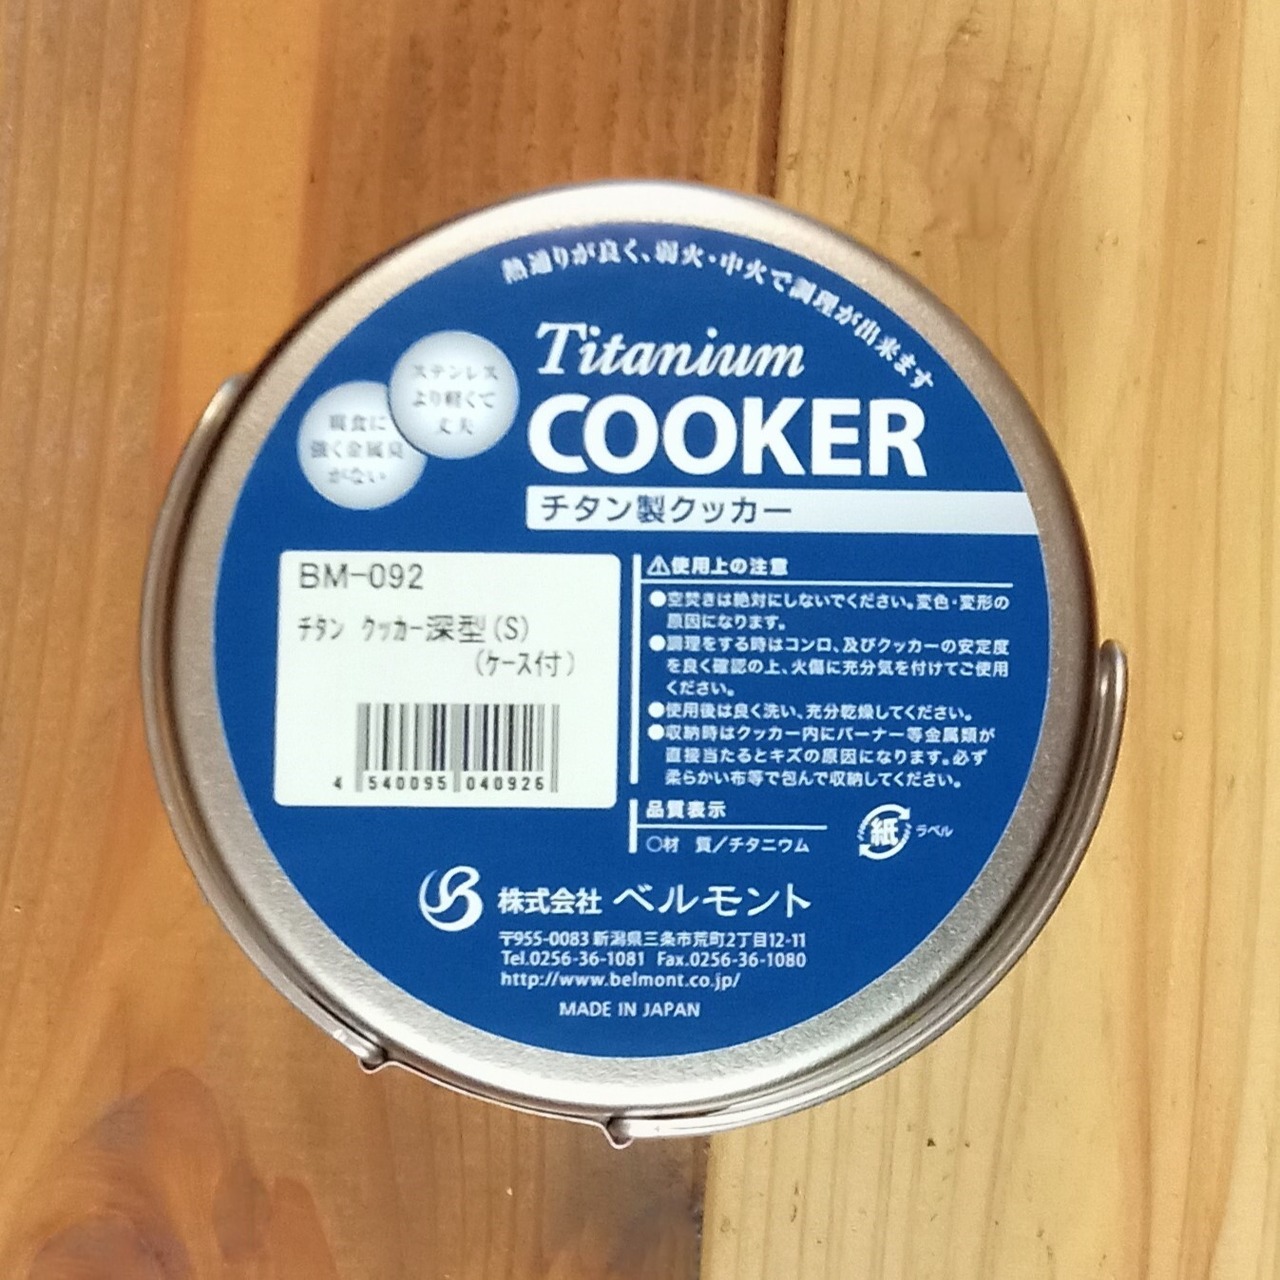 熱通りが良く、弱火・中火で調理が出来ます
Titanium
COOKER
チタン製クッカー
ステンレス
より軽くて
丈夫
腐食に
強く金属臭
がない
BM-092
チタン クッカー深型(S)
(ケース付)
4 540095 040926
⚠使用上の注意
●空焚きは絶対にしないでください。変色・変形の
原因になります。
●調理をする時はコンロ、及びクッカーの安定度
を良く確認の上、火傷に充分気を付けてご使用
ください。
●使用後は良く洗い、充分乾燥してください。
●収納時はクッカー内にバーナー等金属類が
直接当たるとキズの原因になります。必ず
柔らかい布等で包んで収納してください。
品質表示
○材 質/チタニウム
紙 ラベル
株式会社 ベルモント
〒955-0083 新潟県三条市荒町2丁目12-11
Tel.0256-36-1081 Fax.0256-36-1080
http://www.belmont.co.jp/
MADE IN JAPAN